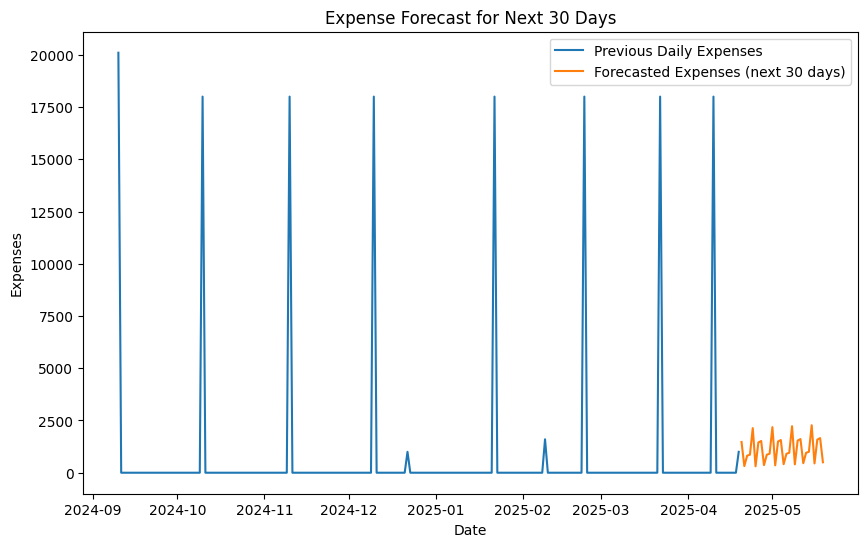 Expense Forecast for Next 30 Days
Previous Daily Expenses
Forecasted Expenses (next 30 days)
20000
17500
15000
12500
10000
7500
5000
2500
0
Expenses
2024-09 2024-10 2024-11 2024-12 2025-01 2025-02 2025-03 2025-04 2025-05
Date